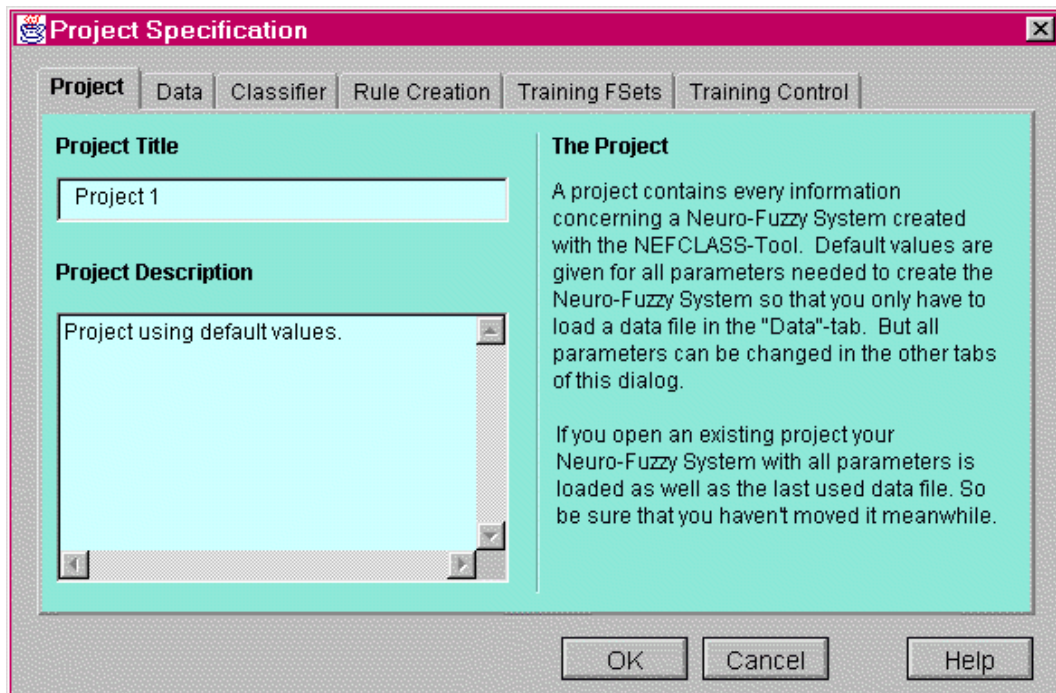 Project Specification
Project Data Classifier Rule Creation Training FSets Training Control
Project Title
Project 1
Project Description
Project using default values.
The Project
A project contains every information
concerning a Neuro-Fuzzy System created
with the NEFCLASS-Tool. Default values are
given for all parameters needed to create the
Neuro-Fuzzy System so that you only have to
load a data file in the "Data"-tab. But all
parameters can be changed in the other tabs
of this dialog.
If you open an existing project your
Neuro-Fuzzy System with all parameters is
loaded as well as the last used data file. So
be sure that you haven't moved it meanwhile.
OK Cancel Help